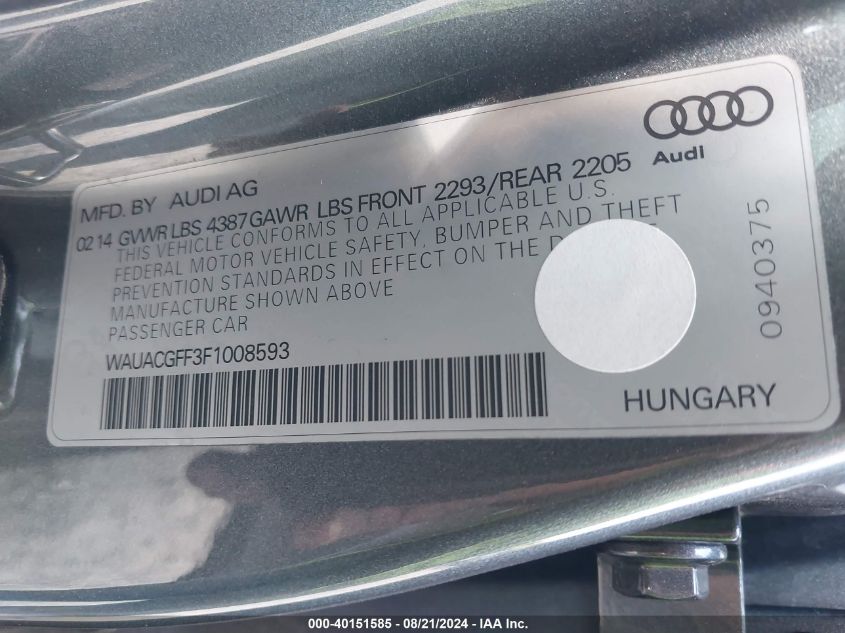 Audi
MFD. BY AUDI AG
02 14 GVWR LBS 4387 GAWR LBS FRONT 2293/REAR 2205
THIS VEHICLE CONFORMS TO ALL APPLICABLE U.S.
FEDERAL MOTOR VEHICLE SAFETY, BUMPER AND THEFT
PREVENTION STANDARDS IN EFFECT ON THE
MANUFACTURE SHOWN ABOVE
PASSENGER CAR
WAUACGFF3F1008593
0940375
HUNGARY
000-40151585 - 08/21/2024 - IAA Inc.